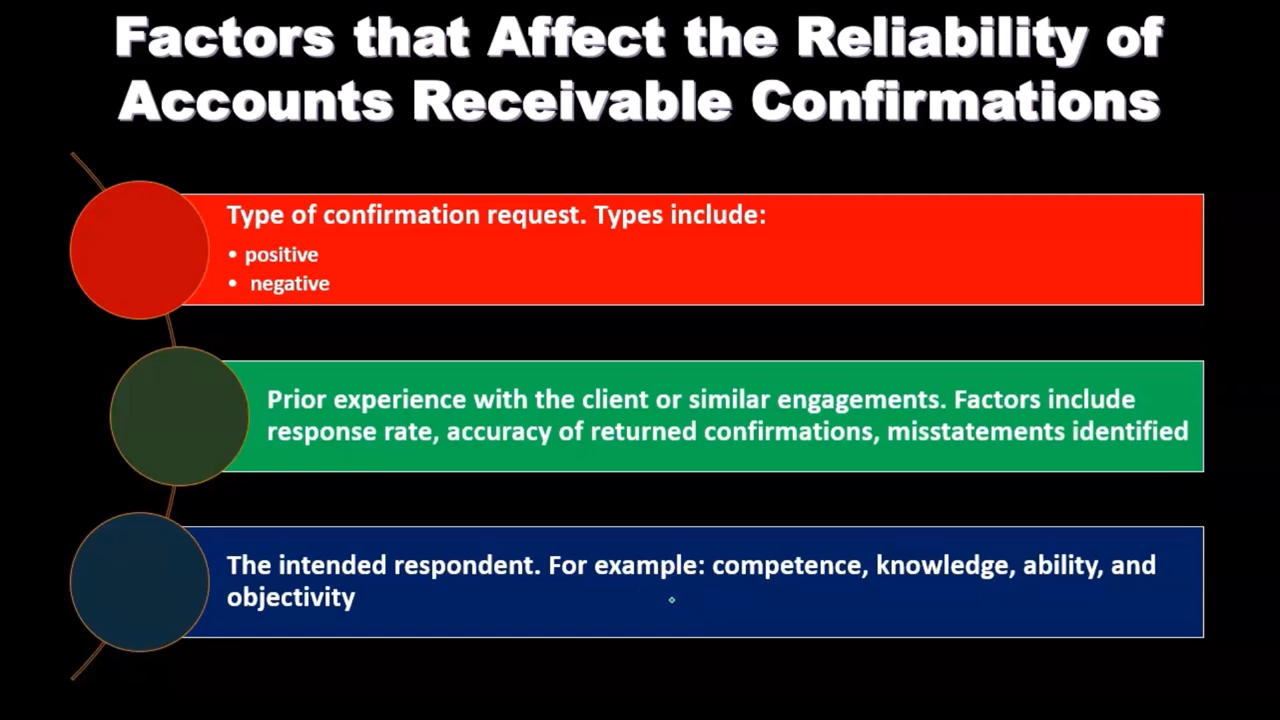 Factors that Affect the Reliability of
Accounts Receivable Confirmations
Type of confirmation request. Types include:
• positive
• negative
Prior experience with the client or similar engagements. Factors include
response rate, accuracy of returned confirmations, misstatements identified
The intended respondent. For example: competence, knowledge, ability, and
objectivity